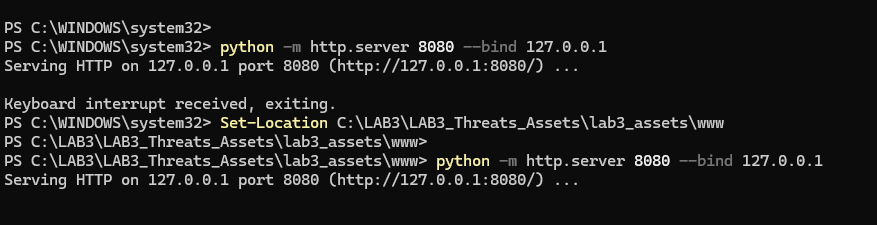 PS C:\WINDOWS\system32>
PS C:\WINDOWS\system32> python -m http.server 8080 --bind 127.0.0.1
Serving HTTP on 127.0.0.1 port 8080 (http://127.0.0.1:8080/) ...
Keyboard interrupt received, exiting.
PS C:\WINDOWS\system32> Set-Location C:\LAB3\LAB3_Threats_Assets\lab3_assets\www
PS C:\LAB3\LAB3_Threats_Assets\lab3_assets\www>
PS C:\LAB3\LAB3_Threats_Assets\lab3_assets\www> python -m http.server 8080 --bind 127.0.0.1
Serving HTTP on 127.0.0.1 port 8080 (http://127.0.0.1:8080/) ...